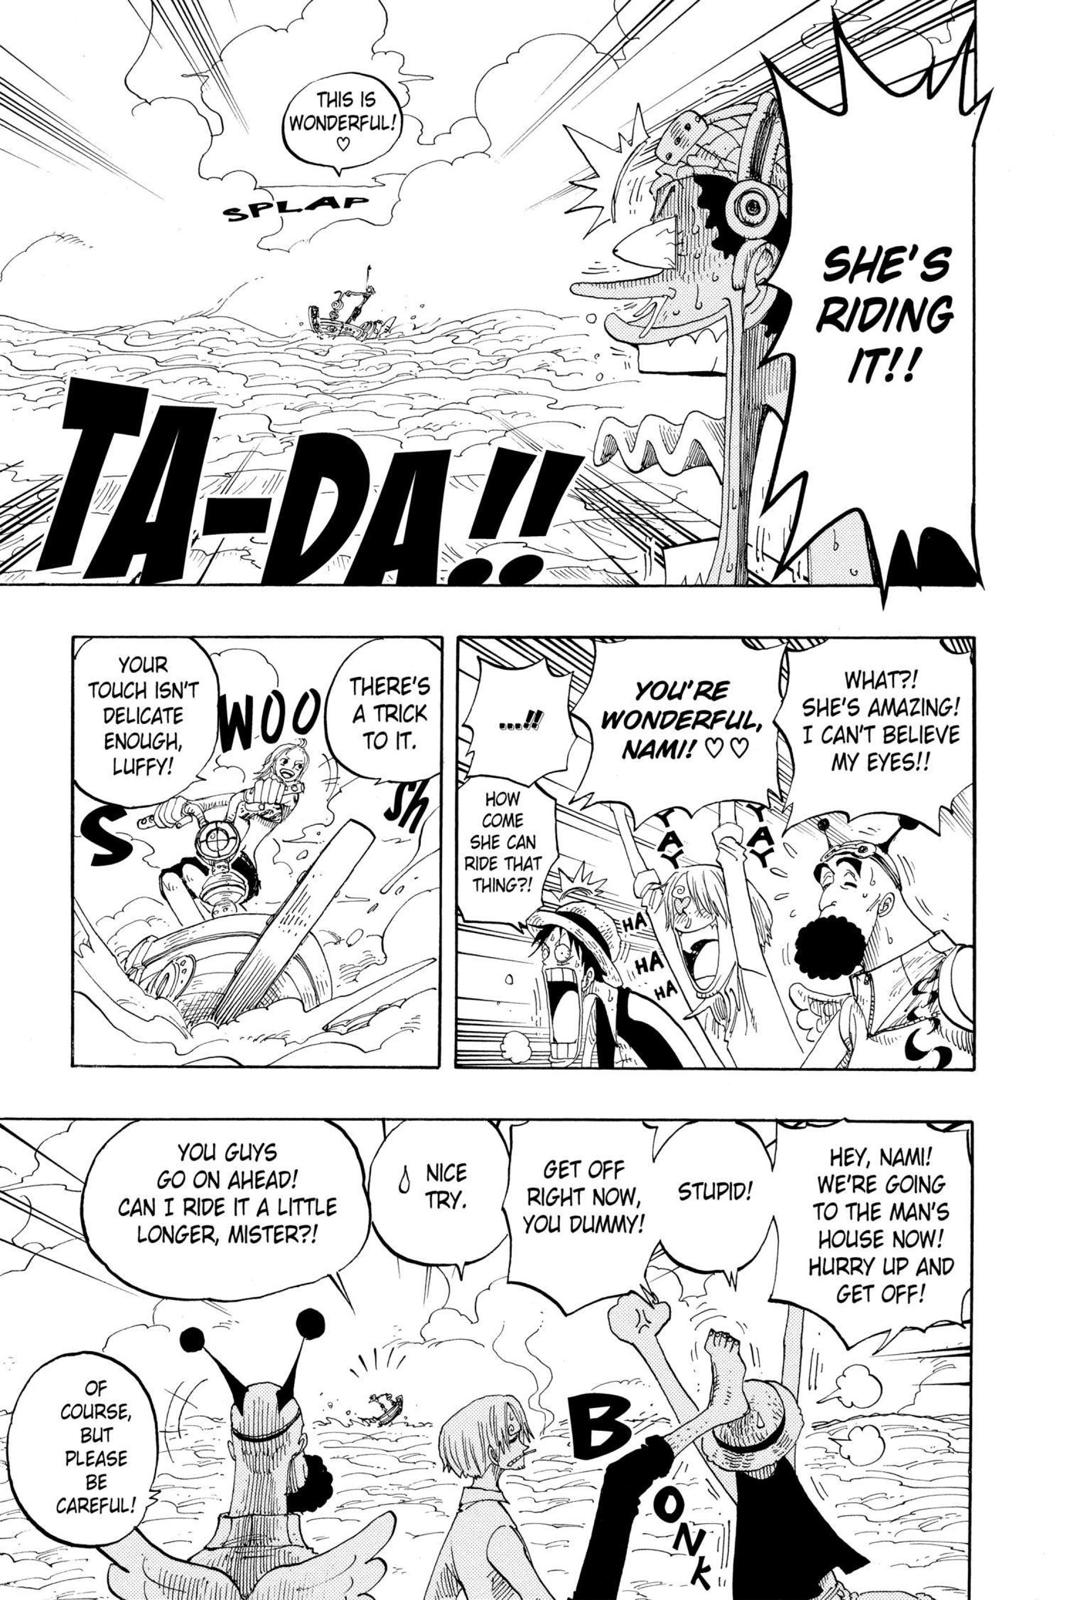 SHE'S
RIDING
IT!!
THIS IS
WONDERFUL!
♡
SPLAP
TA-DA!!
WHAT?!
SHE'S AMAZING!
I CAN'T BELIEVE
MY EYES!!
YOU'RE
WONDERFUL,
NAMI! ♡ ♡
...!!
HOW
COME
SHE CAN
RIDE THAT
THING?!
YAY
YAY
HA
HA
HA
THERE'S
A TRICK
TO IT.
YOUR
TOUCH ISN'T
DELICATE
ENOUGH,
LUFFY!
S
WOO
Sh
HEY, NAMI!
WE'RE GOING
TO THE MAN'S
HOUSE NOW!
HURRY UP AND
GET OFF!
STUPID!
GET OFF
RIGHT NOW,
YOU DUMMY!
NICE
TRY.
BONK
YOU GUYS
GO ON AHEAD!
CAN I RIDE IT A LITTLE
LONGER, MISTER?!
OF
COURSE,
BUT
PLEASE
BE
CAREFUL!